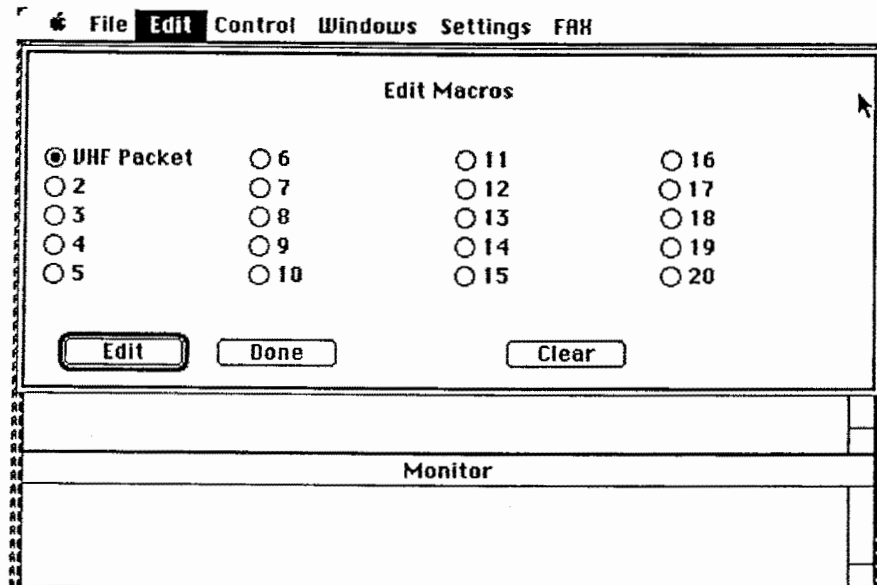 File Edit Control Windows Settings FAX
Edit Macros
VHF Packet 6 11 16
2 7 12 17
3 8 13 18
4 9 14 19
5 10 15 20
Edit Done Clear
Monitor